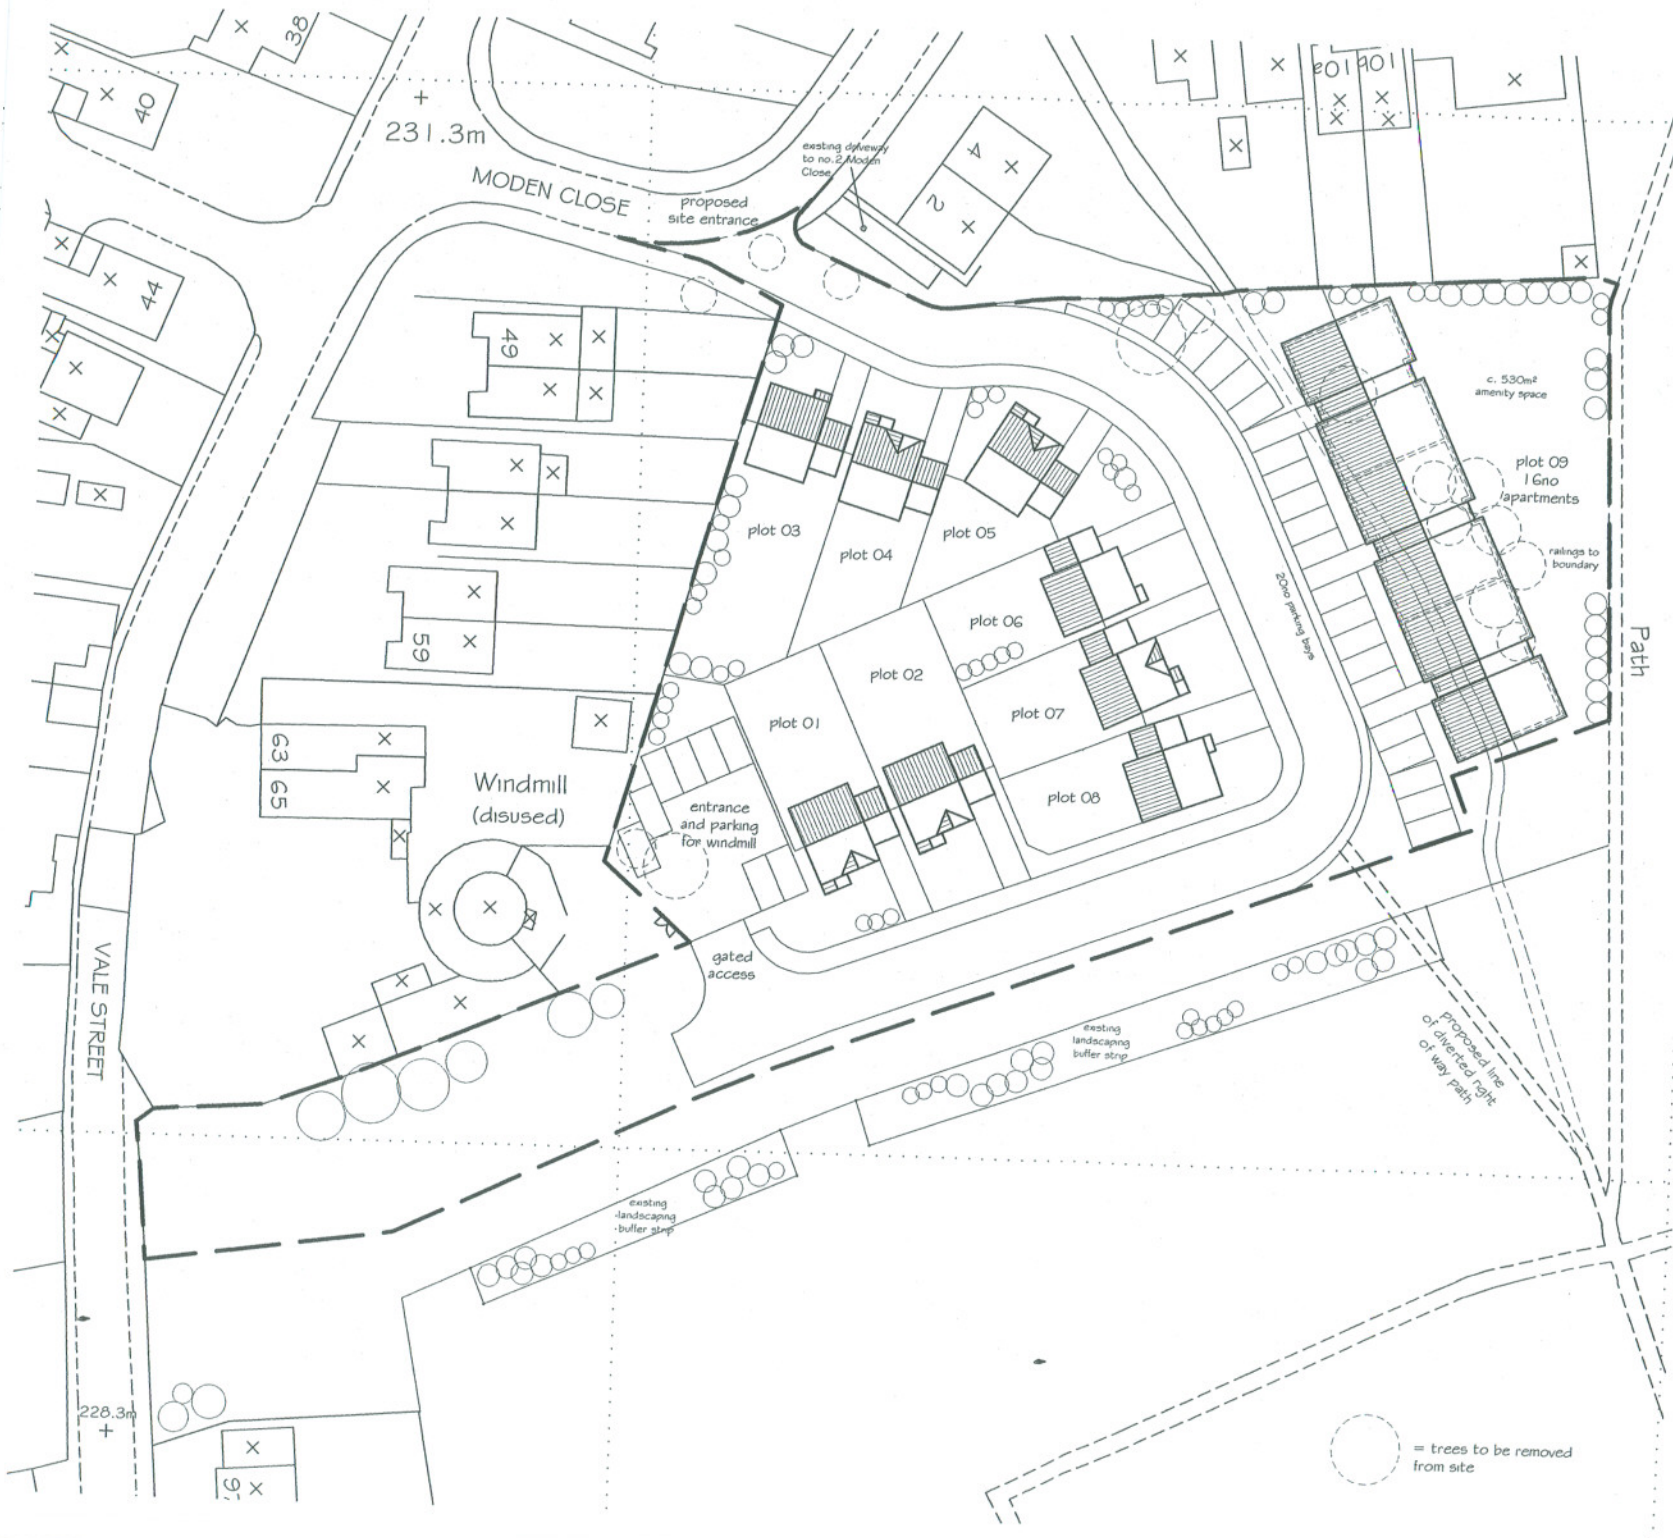 38
40
231.3m
MODEN CLOSE
proposed
site entrance
existing driveway
to no.2 Moden
Close
4
2
109a
109b
44
49
59
63
65
Windmill
(disused)
VALE STREET
plot 03
plot 04
plot 05
plot 06
plot 02
plot 01
plot 07
plot 08
entrance
and parking
for windmill
gated
access
20no parking bays
c. 530m²
amenity space
plot 09
16no
apartments
railings to
boundary
Path
existing
landscaping
buffer strip
existing
landscaping
buffer strip
proposed line
of diverted right
of way path
228.3m
= trees to be removed
from site